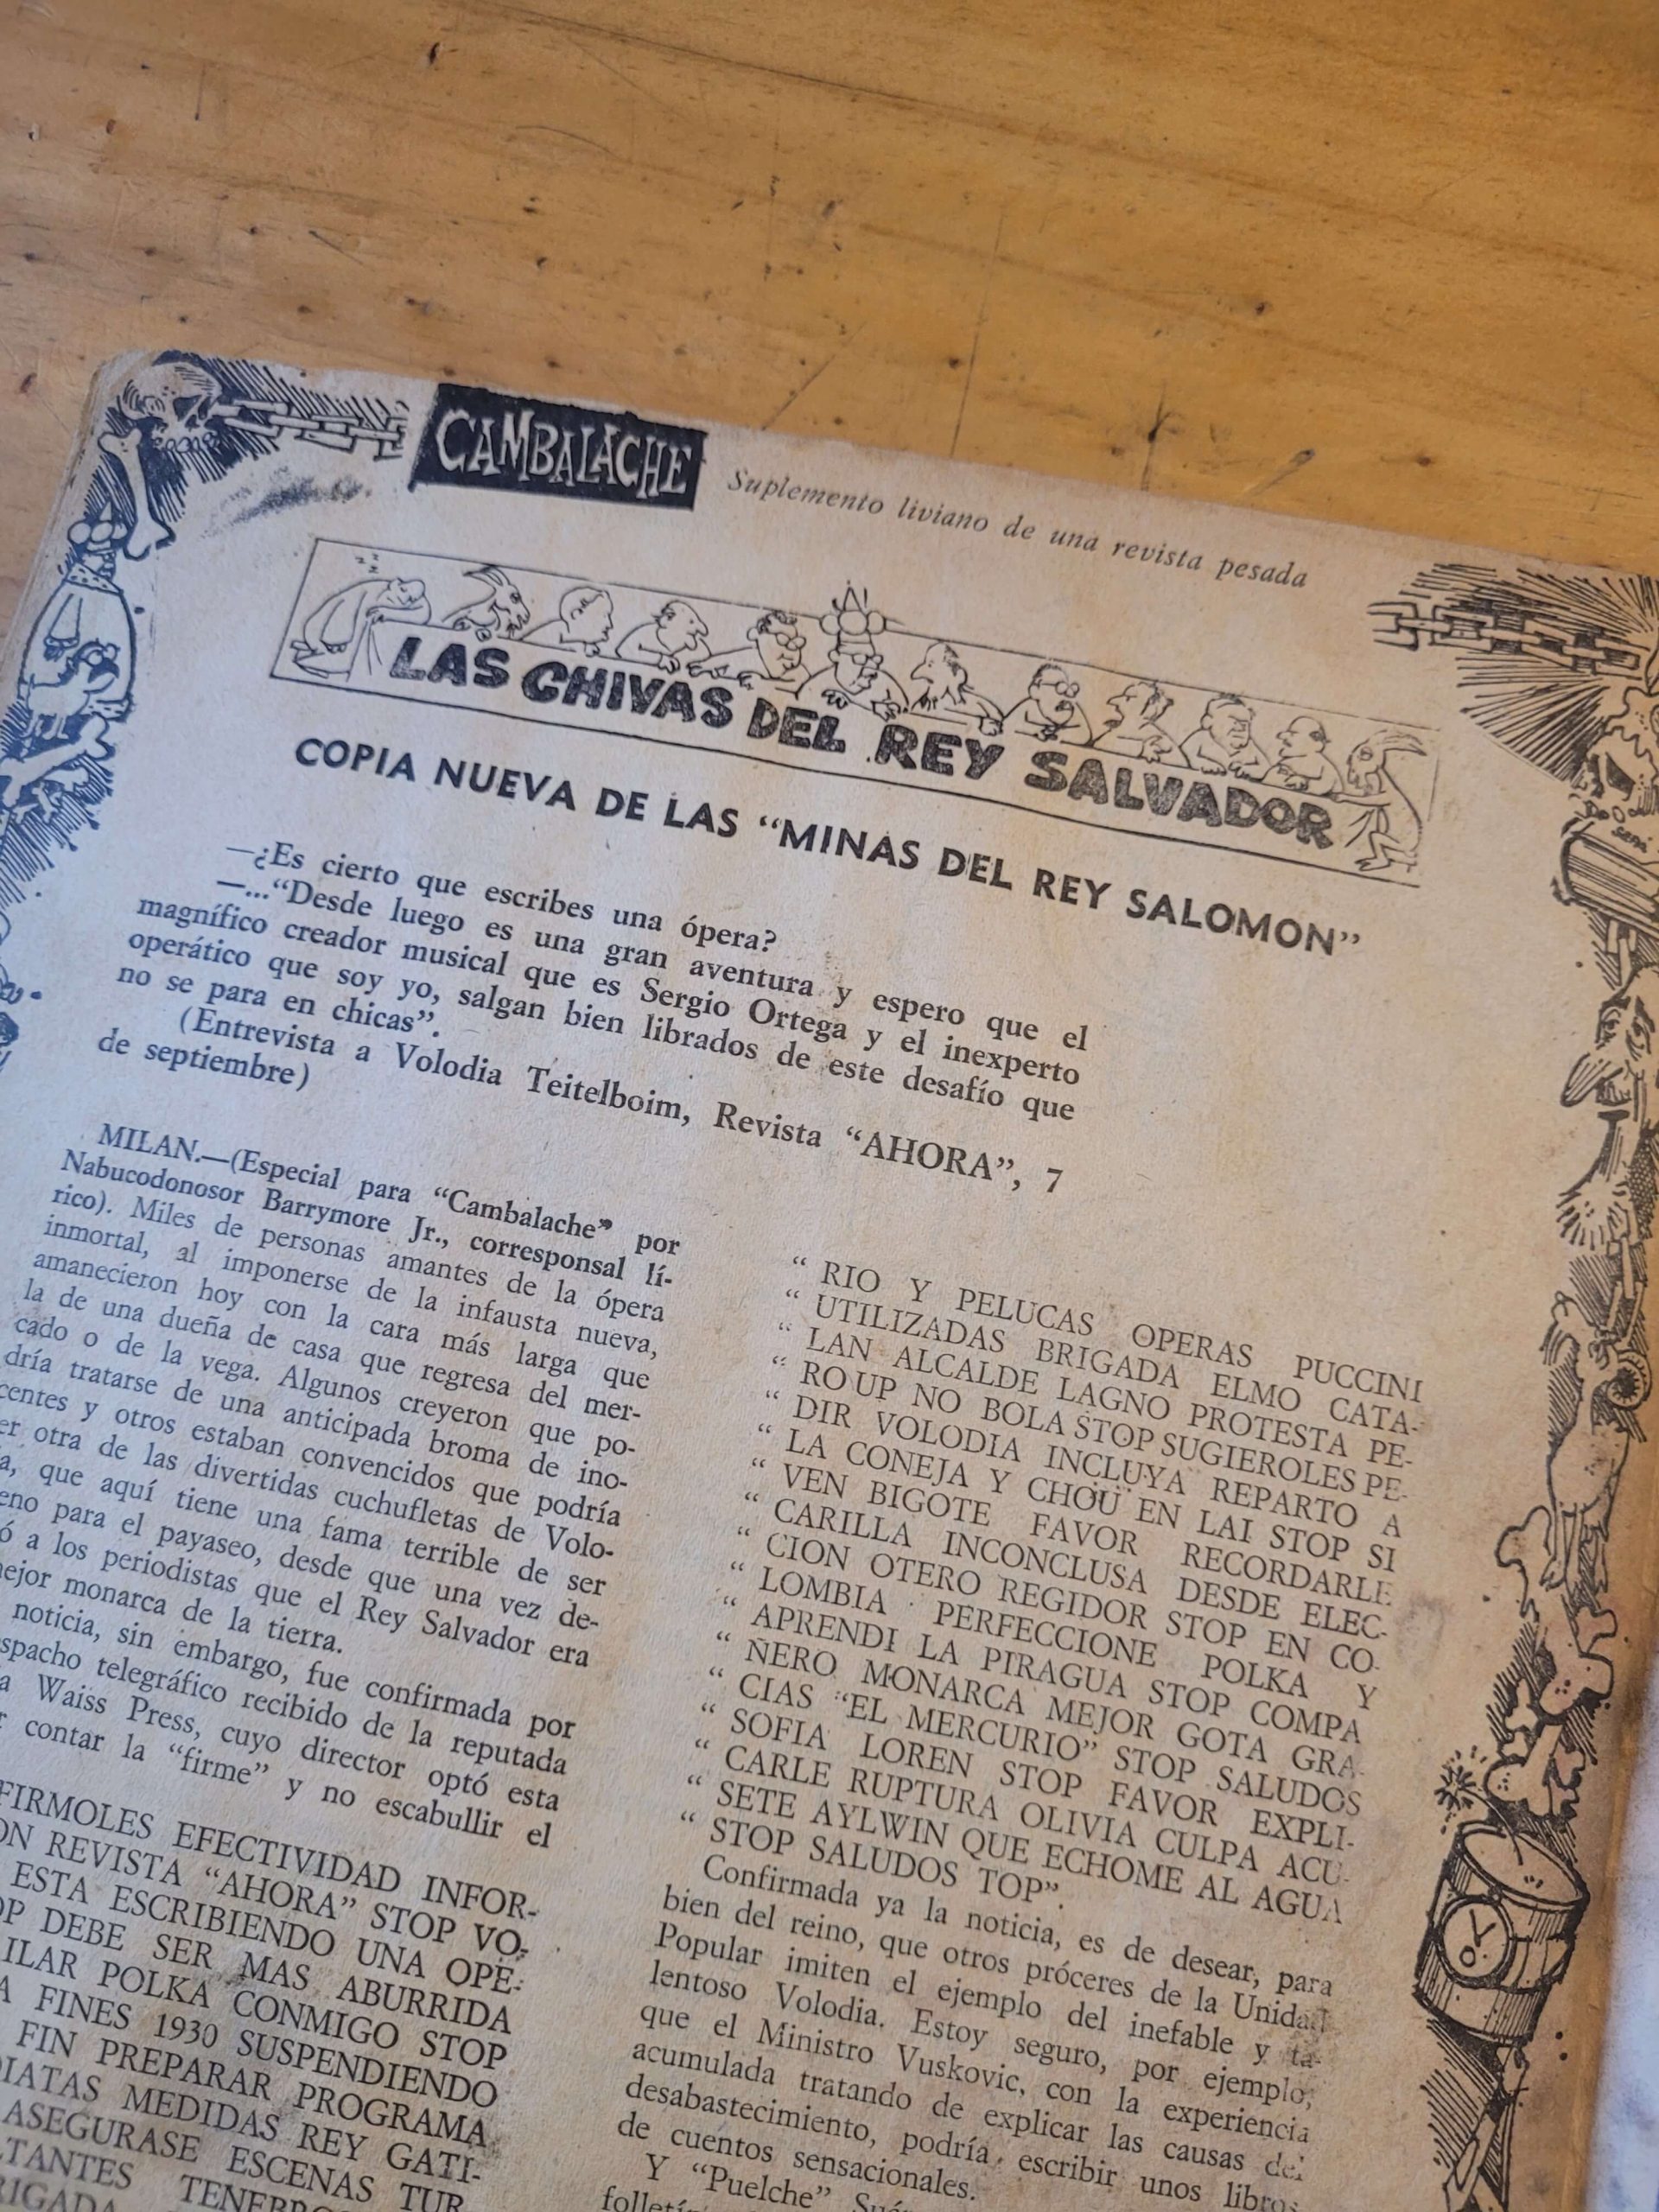 CAMBALACHE
Suplemento liviano de una revista pesada
LAS CHIVAS DEL REY SALVADOR
COPIA NUEVA DE LAS “MINAS DEL REY SALOMON”
—¿Es cierto que escribes una ópera?
—...“Desde luego es una gran aventura y espero que el
magnífico creador musical que es Sergio Ortega y el inexperto
operático que soy yo, salgan bien librados de este desafío que
no se para en chicas”.
(Entrevista a Volodia Teitelboim, Revista “AHORA”, 7
de septiembre)
MILAN.—(Especial para “Cambalache” por
Nabucodonosor Barrymore Jr., corresponsal lí-
rico). Miles de personas amantes de la ópera
inmortal, al imponerse de la infausta nueva,
amanecieron hoy con la cara más larga que
la de una dueña de casa que regresa del mer-
cado o de la vega. Algunos creyeron que po-
dría tratarse de una anticipada broma de ino-
centes y otros estaban convencidos que podría
er otra de las divertidas cuchufletas de Volo-
a, que aquí tiene una fama terrible de ser
eno para el payaseo, desde que una vez de-
ó a los periodistas que el Rey Salvador era
ejor monarca de la tierra.
noticia, sin embargo, fue confirmada por
spacho telegráfico recibido de la reputada
a Waiss Press, cuyo director optó esta
contar la “firme” y no escabullir el
FIRMOLES EFECTIVIDAD INFOR-
ON REVISTA “AHORA” STOP VO-
ESTA ESCRIBIENDO UNA OPE-
OP DEBE SER MAS ABURRIDA
ILAR POLKA CONMIGO STOP
A FINES 1930 SUSPENDIENDO
FIN PREPARAR PROGRAMA
DIATAS MEDIDAS REY GATI-
ASEGURASE ESCENAS TUR
LTANTES
RIGADA
“ RIO Y PELUCAS OPERAS PUCCINI
“ UTILIZADAS BRIGADA ELMO CATA-
“ LAN ALCALDE LAGNO PROTESTA PE-
“ RO UP NO BOLA STOP SUGIEROLES PE-
“ DIR VOLODIA INCLUYA REPARTO A
“ LA CONEJA Y CHOU EN LAI STOP SI
“ VEN BIGOTE FAVOR RECORDARLE
“ CARILLA INCONCLUSA DESDE ELEC-
“ CION OTERO REGIDOR STOP EN CO-
“ LOMBIA PERFECCIONE POLKA Y
“ APRENDI LA PIRAGUA STOP COMPA
“ ÑERO MONARCA MEJOR GOTA GRA-
“ CIAS “EL MERCURIO” STOP SALUDOS
“ SOFIA LOREN STOP FAVOR EXPLI-
“ CARLE RUPTURA OLIVIA CULPA ACU-
“ SETE AYLWIN QUE ECHOME AL AGUA
“ STOP SALUDOS TOP”.
Confirmada ya la noticia, es de desear, para
bien del reino, que otros próceres de la Unidad
Popular imiten el ejemplo del inefable y ta-
lentoso Volodia. Estoy seguro, por ejemplo,
que el Ministro Vuskovic, con la experiencia
acumulada tratando de explicar las causas del
desabastecimiento, podría escribir unos libros
de cuentos sensacionales.
Y “Puelche”